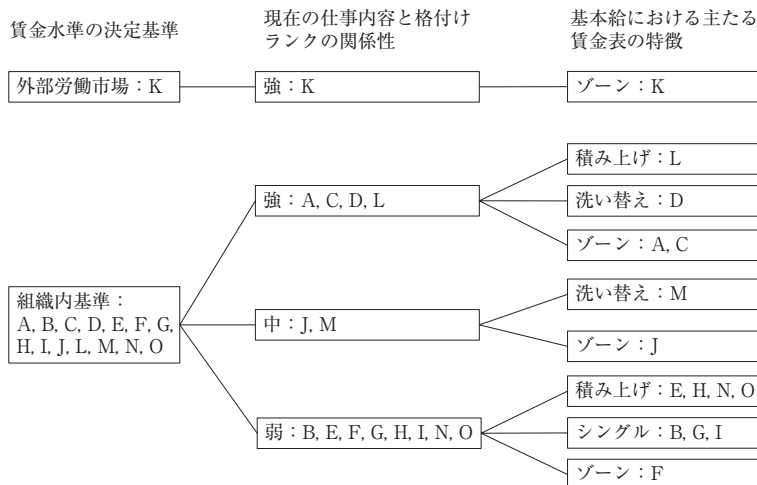 賃金水準の決定基準
現在の仕事内容と格付け
ランクの関係性
基本給における主たる
賃金表の特徴
外部労働市場：K
強：K
ゾーン：K
組織内基準：
A, B, C, D, E, F, G,
H, I, J, L, M, N, O
強：A, C, D, L
積み上げ：L
洗い替え：D
ゾーン：A, C
中：J, M
洗い替え：M
ゾーン：J
弱：B, E, F, G, H, I, N, O
積み上げ：E, H, N, O
シングル：B, G, I
ゾーン：F